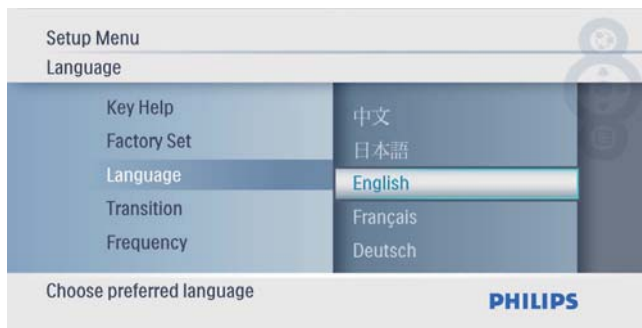 Setup Menu
Language
Key Help
Factory Set
Language
Transition
Frequency
中文
日本語
English
Français
Deutsch
Choose preferred language
PHILIPS